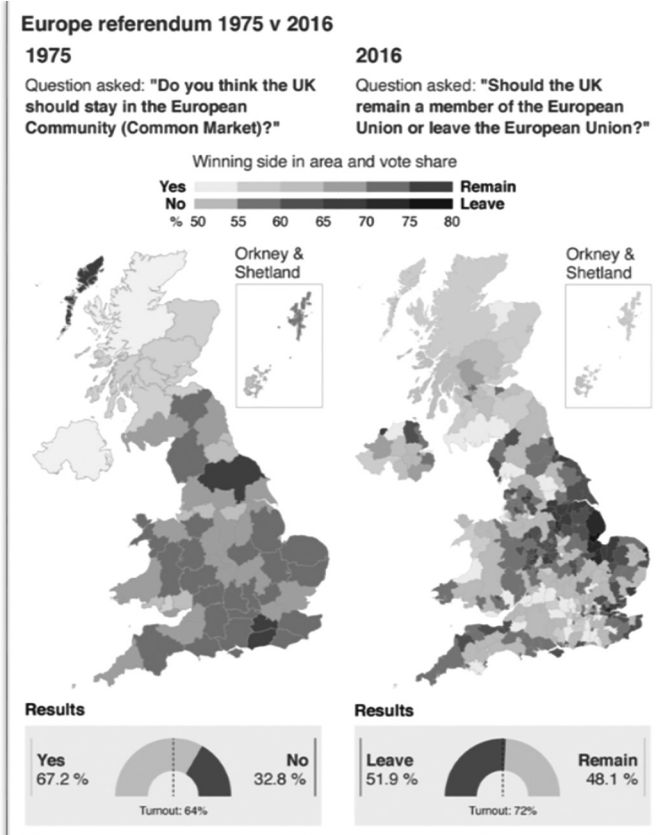 Europe referendum 1975 v 2016
1975
Question asked: "Do you think the UK
should stay in the European
Community (Common Market)?"
2016
Question asked: "Should the UK
remain a member of the European
Union or leave the European Union?"
Winning side in area and vote share
Yes Remain
No Leave
% 50 55 60 65 70 75 80
Orkney &
Shetland
Orkney &
Shetland
Results
Yes
67.2 %
No
32.8 %
Turnout: 64%
Results
Leave
51.9 %
Remain
48.1 %
Turnout: 72%